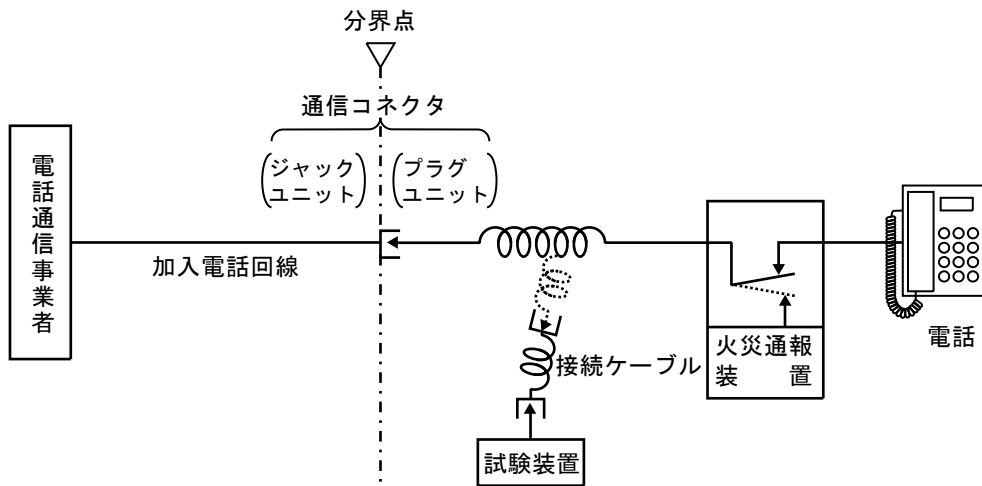 分界点
通信コネクタ
ジャック
ユニット
プラグ
ユニット
電話通信事業者
加入電話回線
接続ケーブル
試験装置
火災通報
装　置
電話